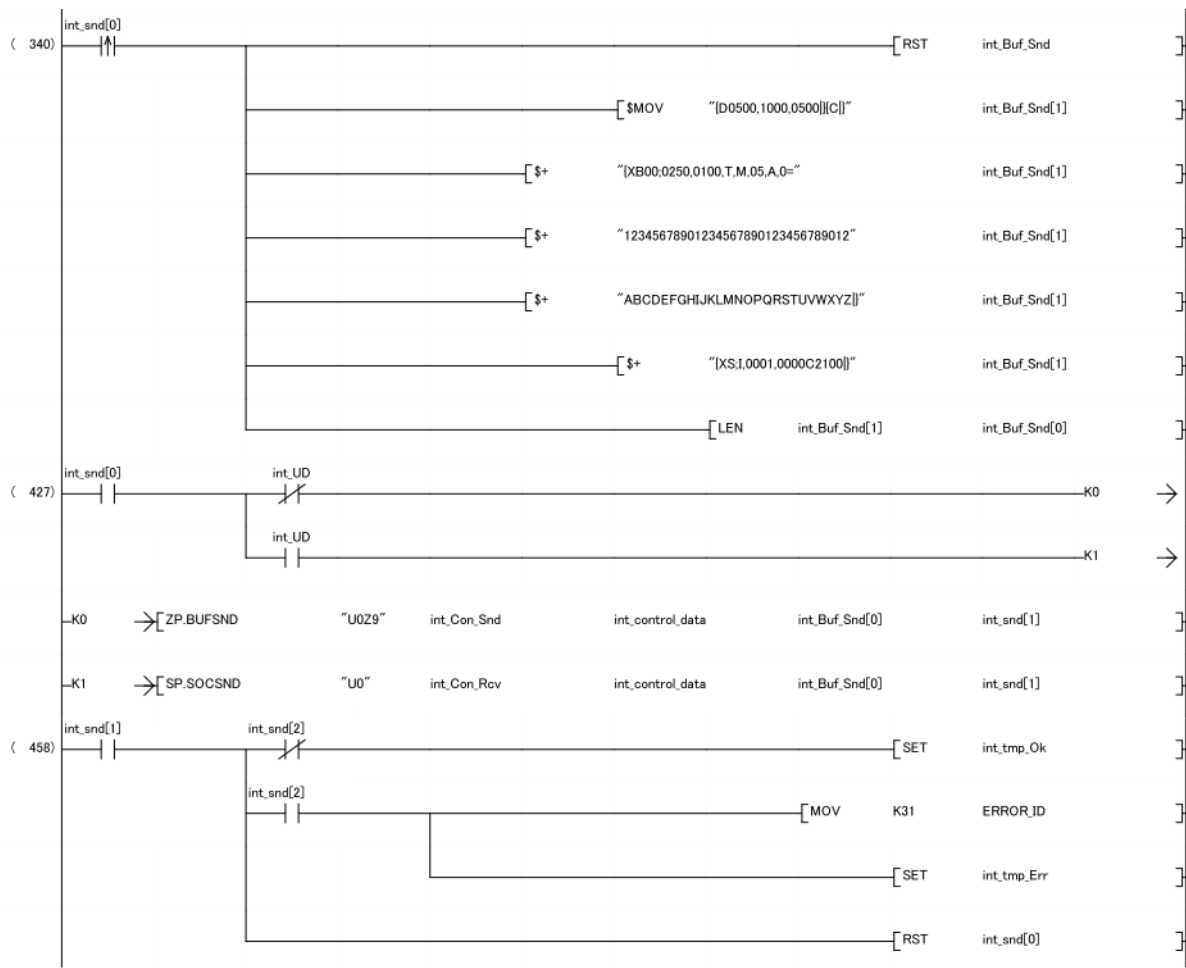 int_snd[0]
( 340) RST int_Buf_Snd
$MOV "{D0500,1000,0500|}{C|}" int_Buf_Snd[1]
$+ "{XB00;0250,0100,T,M,05,A,0=" int_Buf_Snd[1]
$+ "12345678901234567890123456789012" int_Buf_Snd[1]
$+ "ABCDEFGHIJKLMNOPQRSTUVWXYZ|}" int_Buf_Snd[1]
$+ "{XS;I,0001,0000C2100|}" int_Buf_Snd[1]
LEN int_Buf_Snd[1] int_Buf_Snd[0]
int_snd[0] int_UD
( 427) K0
int_UD
K1
K0 ZP.BUFSND "U0Z9" int_Con_Snd int_control_data int_Buf_Snd[0] int_snd[1]
K1 SP.SOCSND "U0" int_Con_Rcv int_control_data int_Buf_Snd[0] int_snd[1]
int_snd[1] int_snd[2]
( 458) SET int_tmp_Ok
int_snd[2]
MOV K31 ERROR_ID
SET int_tmp_Err
RST int_snd[0]